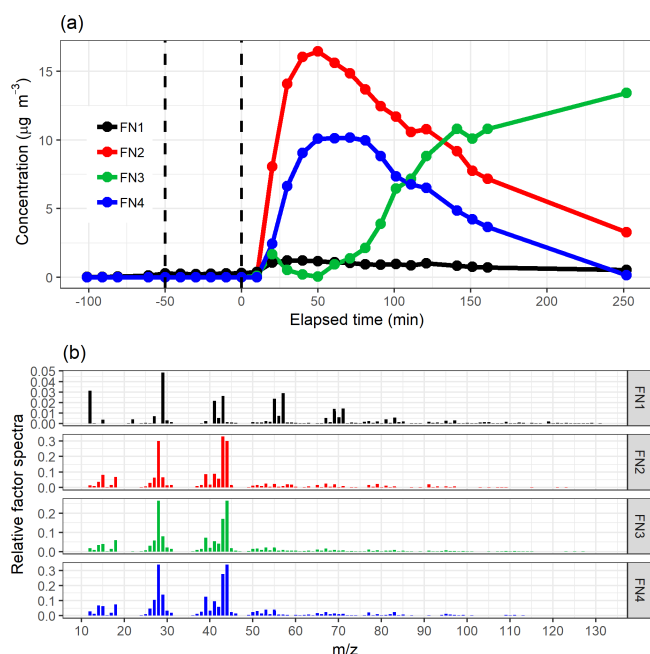 (a)
Concentration (μg m⁻³)
15
10
5
0
FN1
FN2
FN3
FN4
-100 -50 0 50 100 150 200 250
Elapsed time (min)
(b)
Relative factor spectra
0.05
0.04
0.03
0.02
0.01
0.00
FN1
0.3
0.2
0.1
0.0
FN2
0.2
0.1
0.0
FN3
0.3
0.2
0.1
0.0
FN4
10 20 30 40 50 60 70 80 90 100 110 120 130
m/z